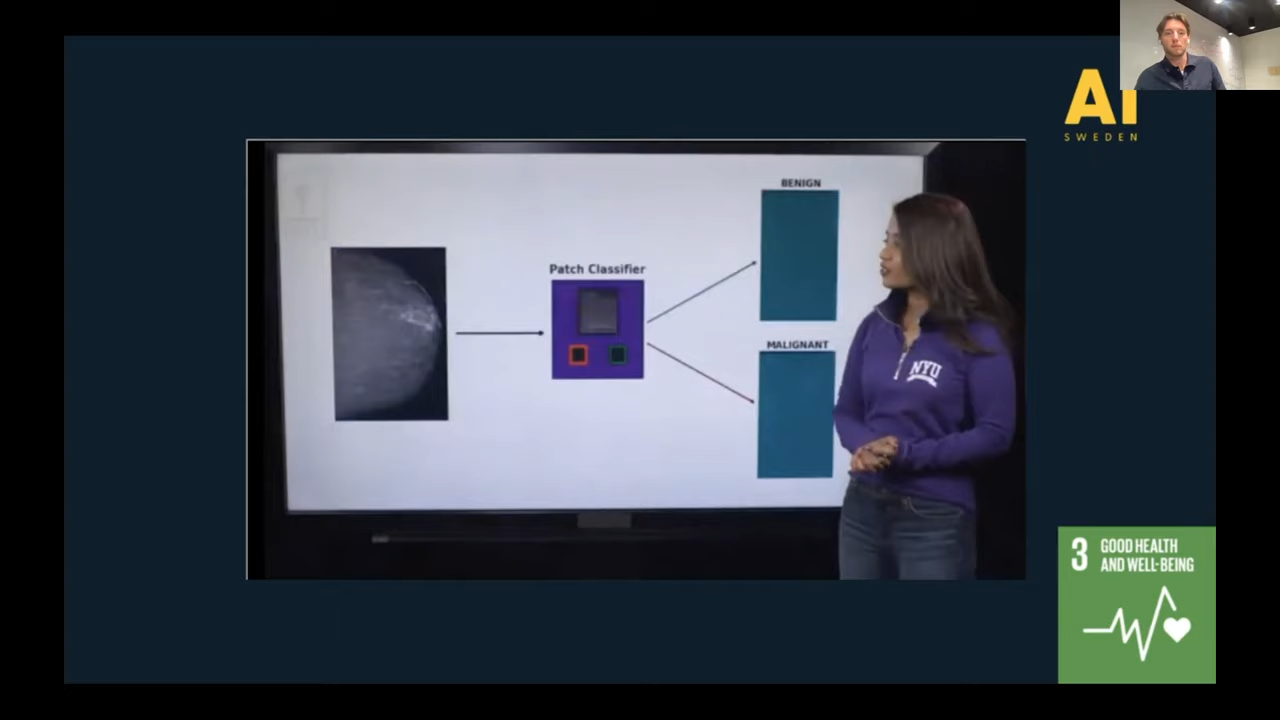 AI
SWEDEN
BENIGN
Patch Classifier
MALIGNANT
NYU
3 GOOD HEALTH
AND WELL-BEING